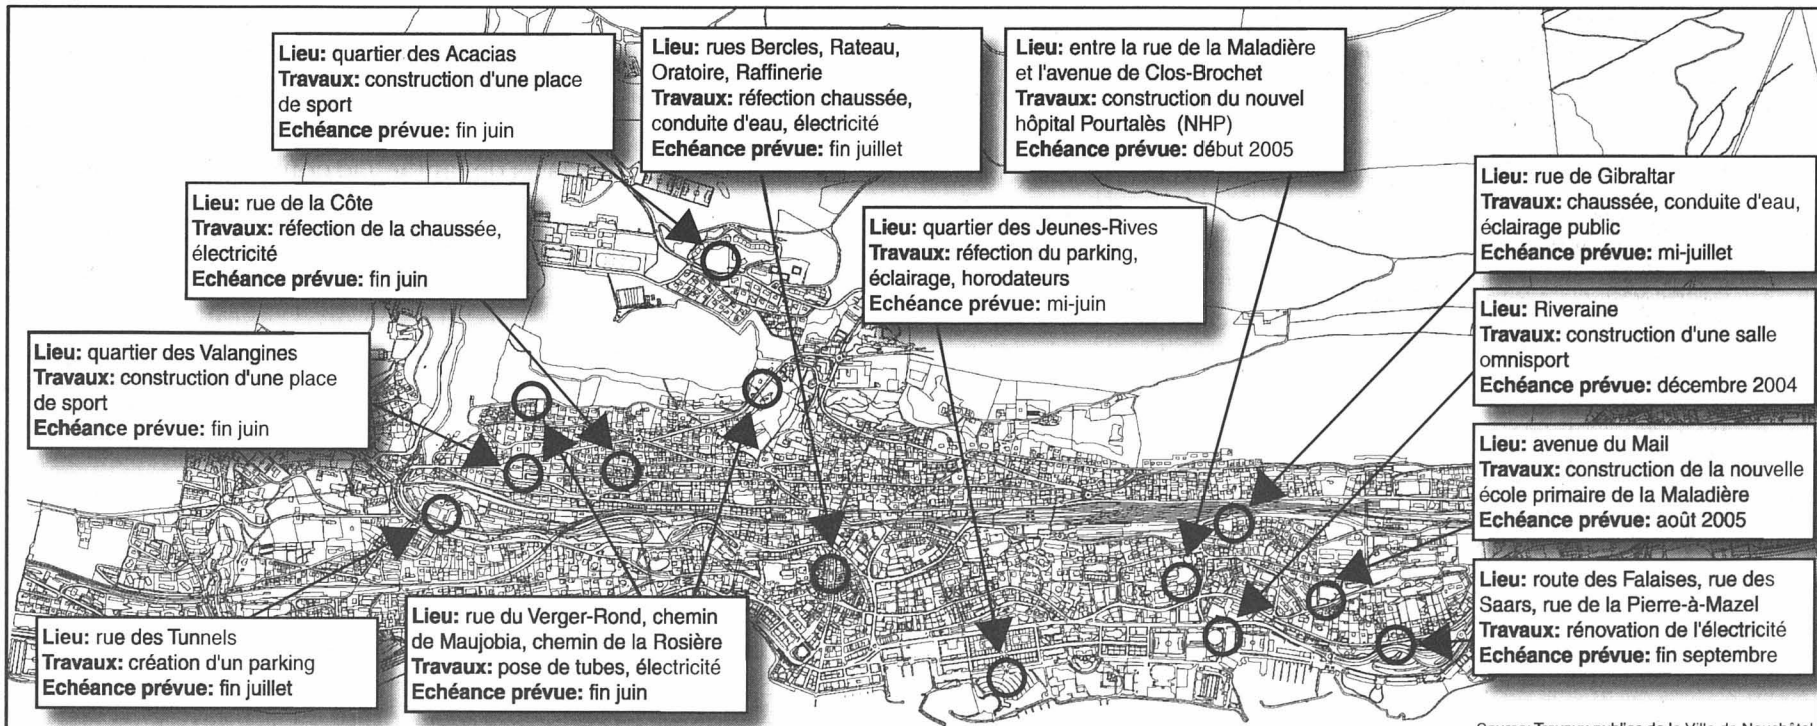 Lieu: quartier des Acacias
Travaux: construction d'une place
de sport
Echéance prévue: fin juin
Lieu: rues Bercles, Rateau,
Oratoire, Raffinerie
Travaux: réfection chaussée,
conduite d'eau, électricité
Echéance prévue: fin juillet
Lieu: entre la rue de la Maladière
et l'avenue de Clos-Brochet
Travaux: construction du nouvel
hôpital Pourtalès (NHP)
Echéance prévue: début 2005
Lieu: rue de la Côte
Travaux: réfection de la chaussée,
électricité
Echéance prévue: fin juin
Lieu: quartier des Jeunes-Rives
Travaux: réfection du parking,
éclairage, horodateurs
Echéance prévue: mi-juin
Lieu: rue de Gibraltar
Travaux: chaussée, conduite d'eau,
éclairage public
Echéance prévue: mi-juillet
Lieu: quartier des Valangines
Travaux: construction d'une place
de sport
Echéance prévue: fin juin
Lieu: Riveraine
Travaux: construction d'une salle
omnisport
Echéance prévue: décembre 2004
Lieu: avenue du Mail
Travaux: construction de la nouvelle
école primaire de la Maladière
Echéance prévue: août 2005
Lieu: rue des Tunnels
Travaux: création d'un parking
Echéance prévue: fin juillet
Lieu: rue du Verger-Rond, chemin
de Maujobia, chemin de la Rosière
Travaux: pose de tubes, électricité
Echéance prévue: fin juin
Lieu: route des Falaises, rue des
Saars, rue de la Pierre-à-Mazel
Travaux: rénovation de l'électricité
Echéance prévue: fin septembre